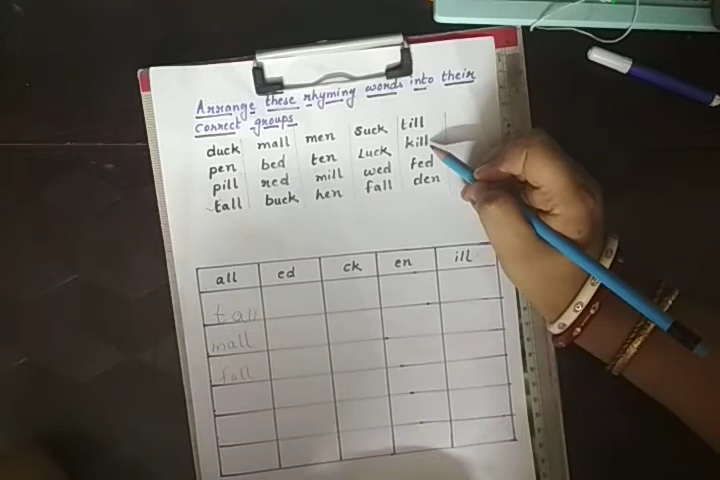 Arrange these rhyming words into their
correct groups
duck mall men Suck till
pen bed ten Luck kill
pill red mill wed fed
tall buck hen fall den
all ed ck en ill
tall
mall
fall